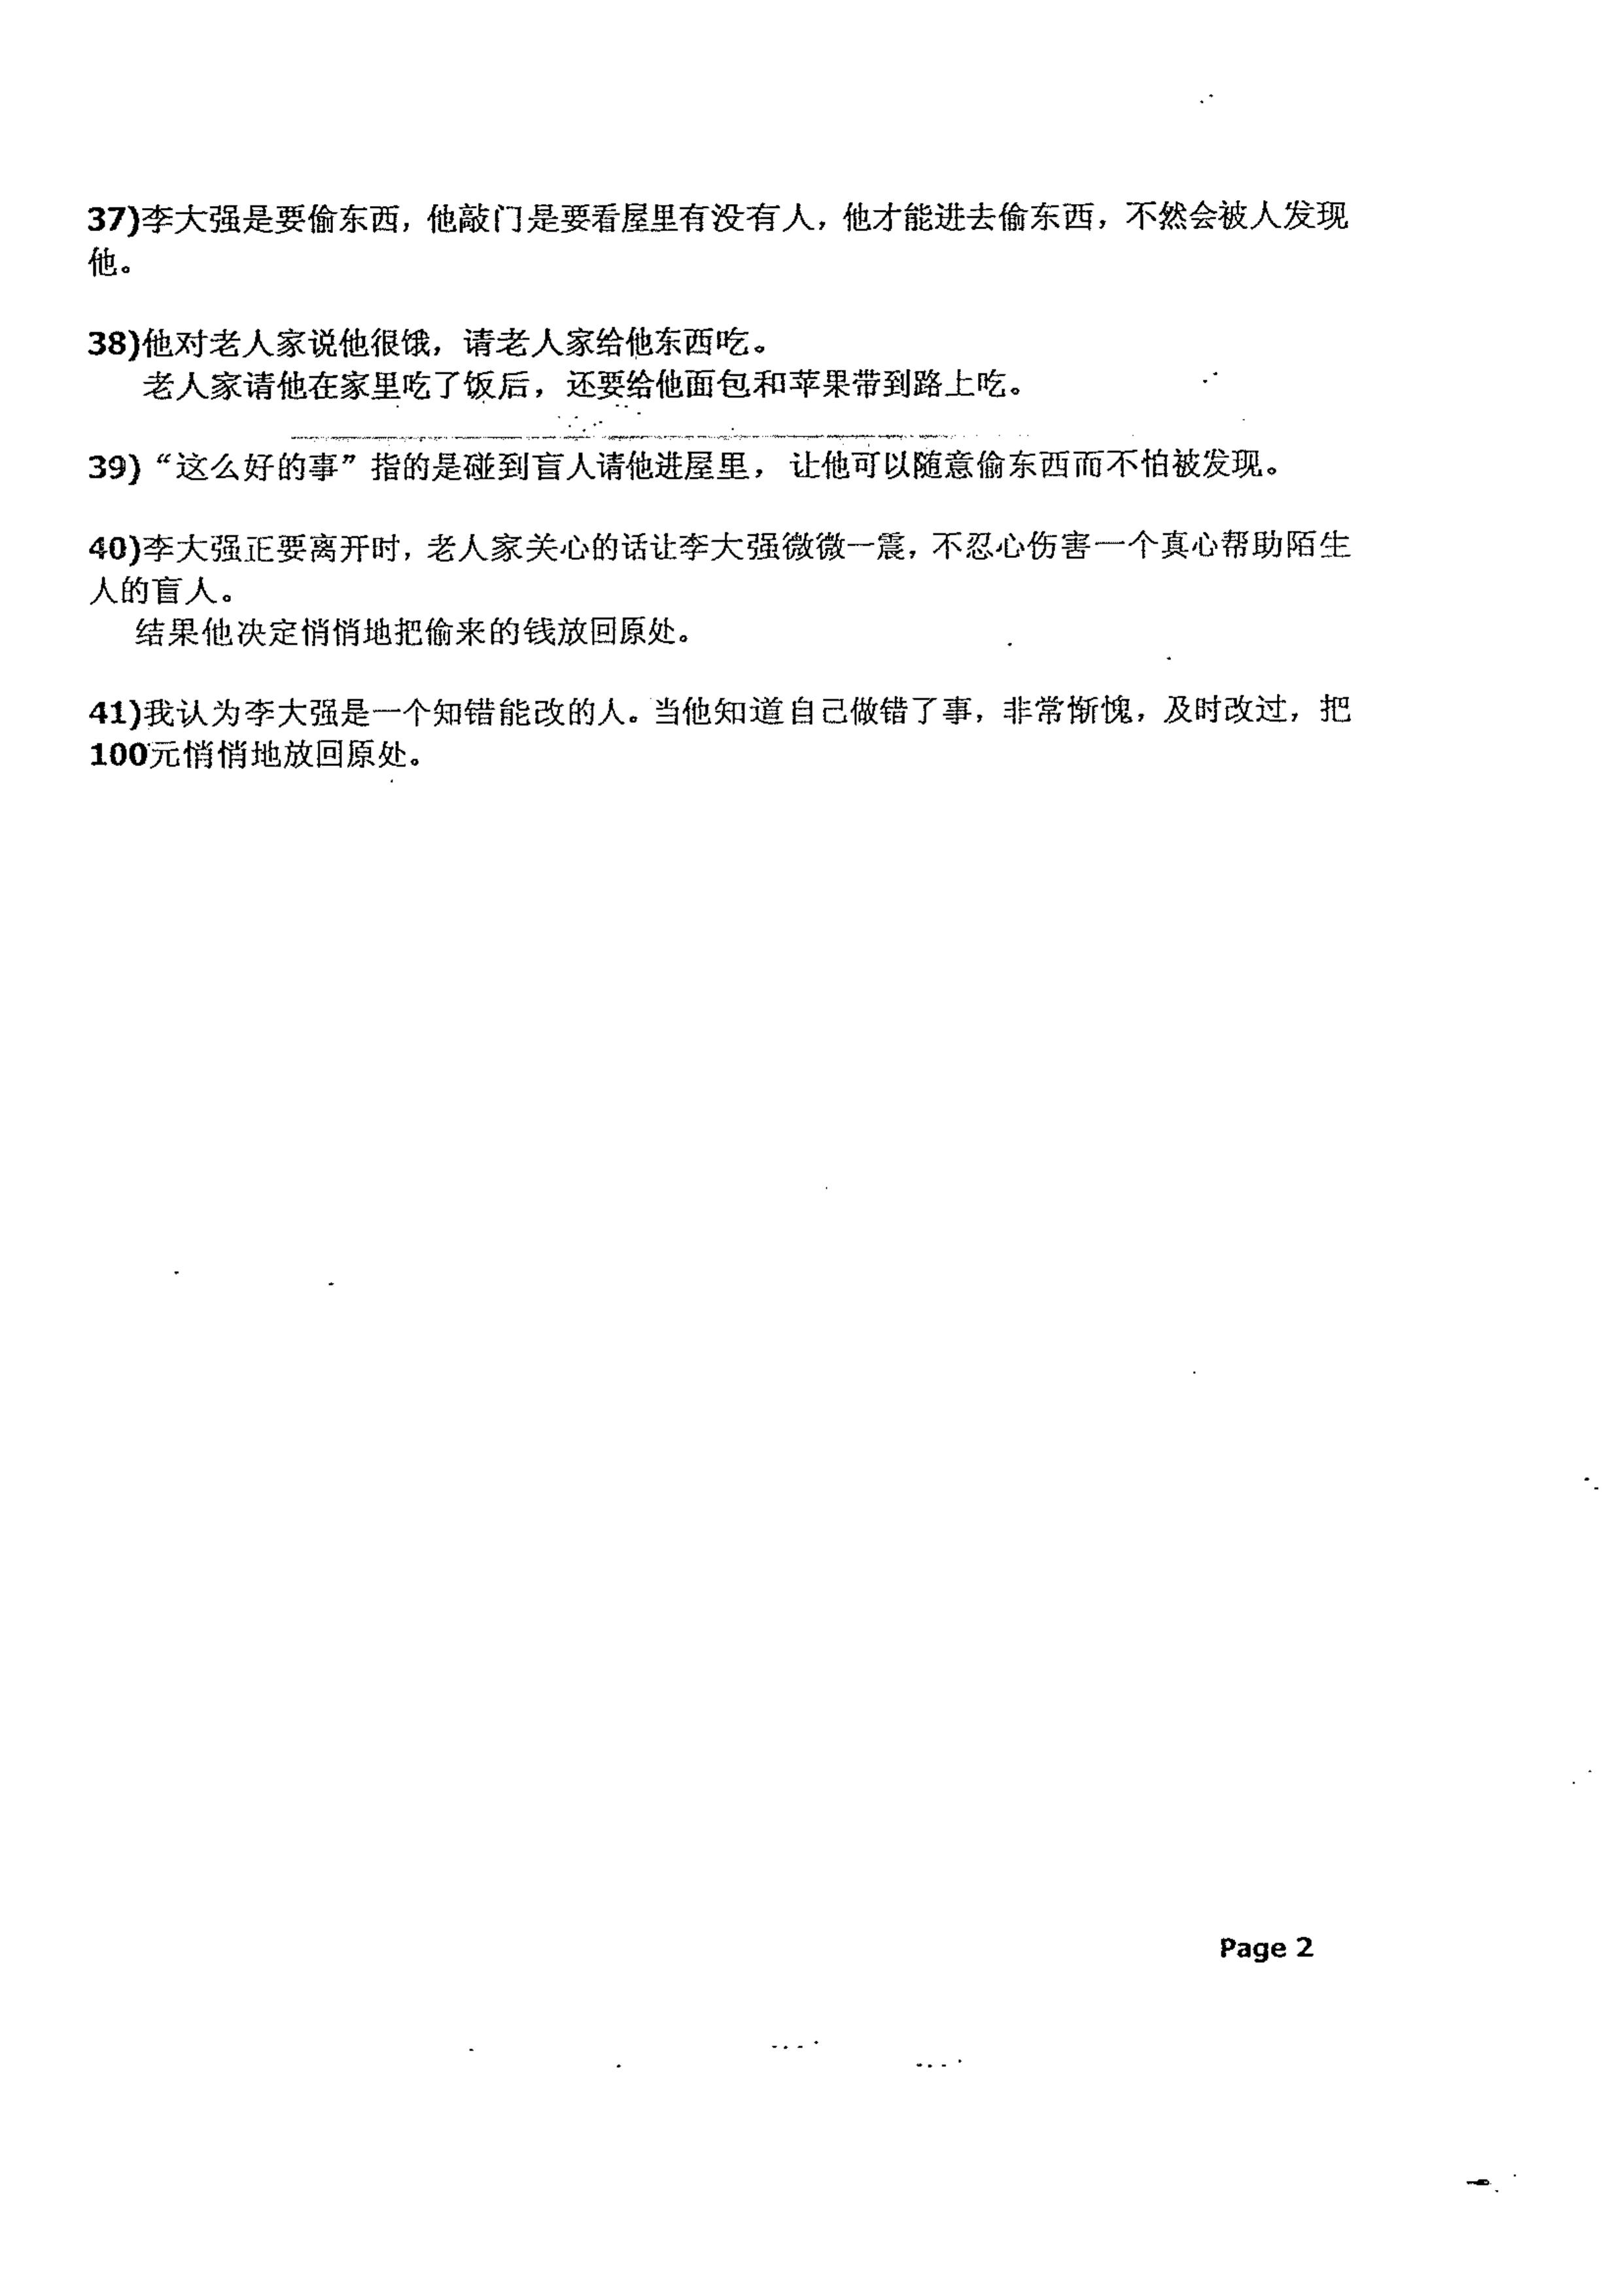 37)李大强是要偷东西，他敲门是要看屋里有没有人，他才能进去偷东西，不然会被人发现
他。
38)他对老人家说他很饿，请老人家给他东西吃。
老人家请他在家里吃了饭后，还要给他面包和苹果带到路上吃。
39)“这么好的事”指的是碰到盲人请他进屋里，让他可以随意偷东西而不怕被发现。
40)李大强正要离开时，老人家关心的话让李大强微微一震，不忍心伤害一个真心帮助陌生
人的盲人。
结果他决定悄悄地把偷来的钱放回原处。
41)我认为李大强是一个知错能改的人。当他知道自己做错了事，非常惭愧，及时改过，把
100元悄悄地放回原处。
Page 2